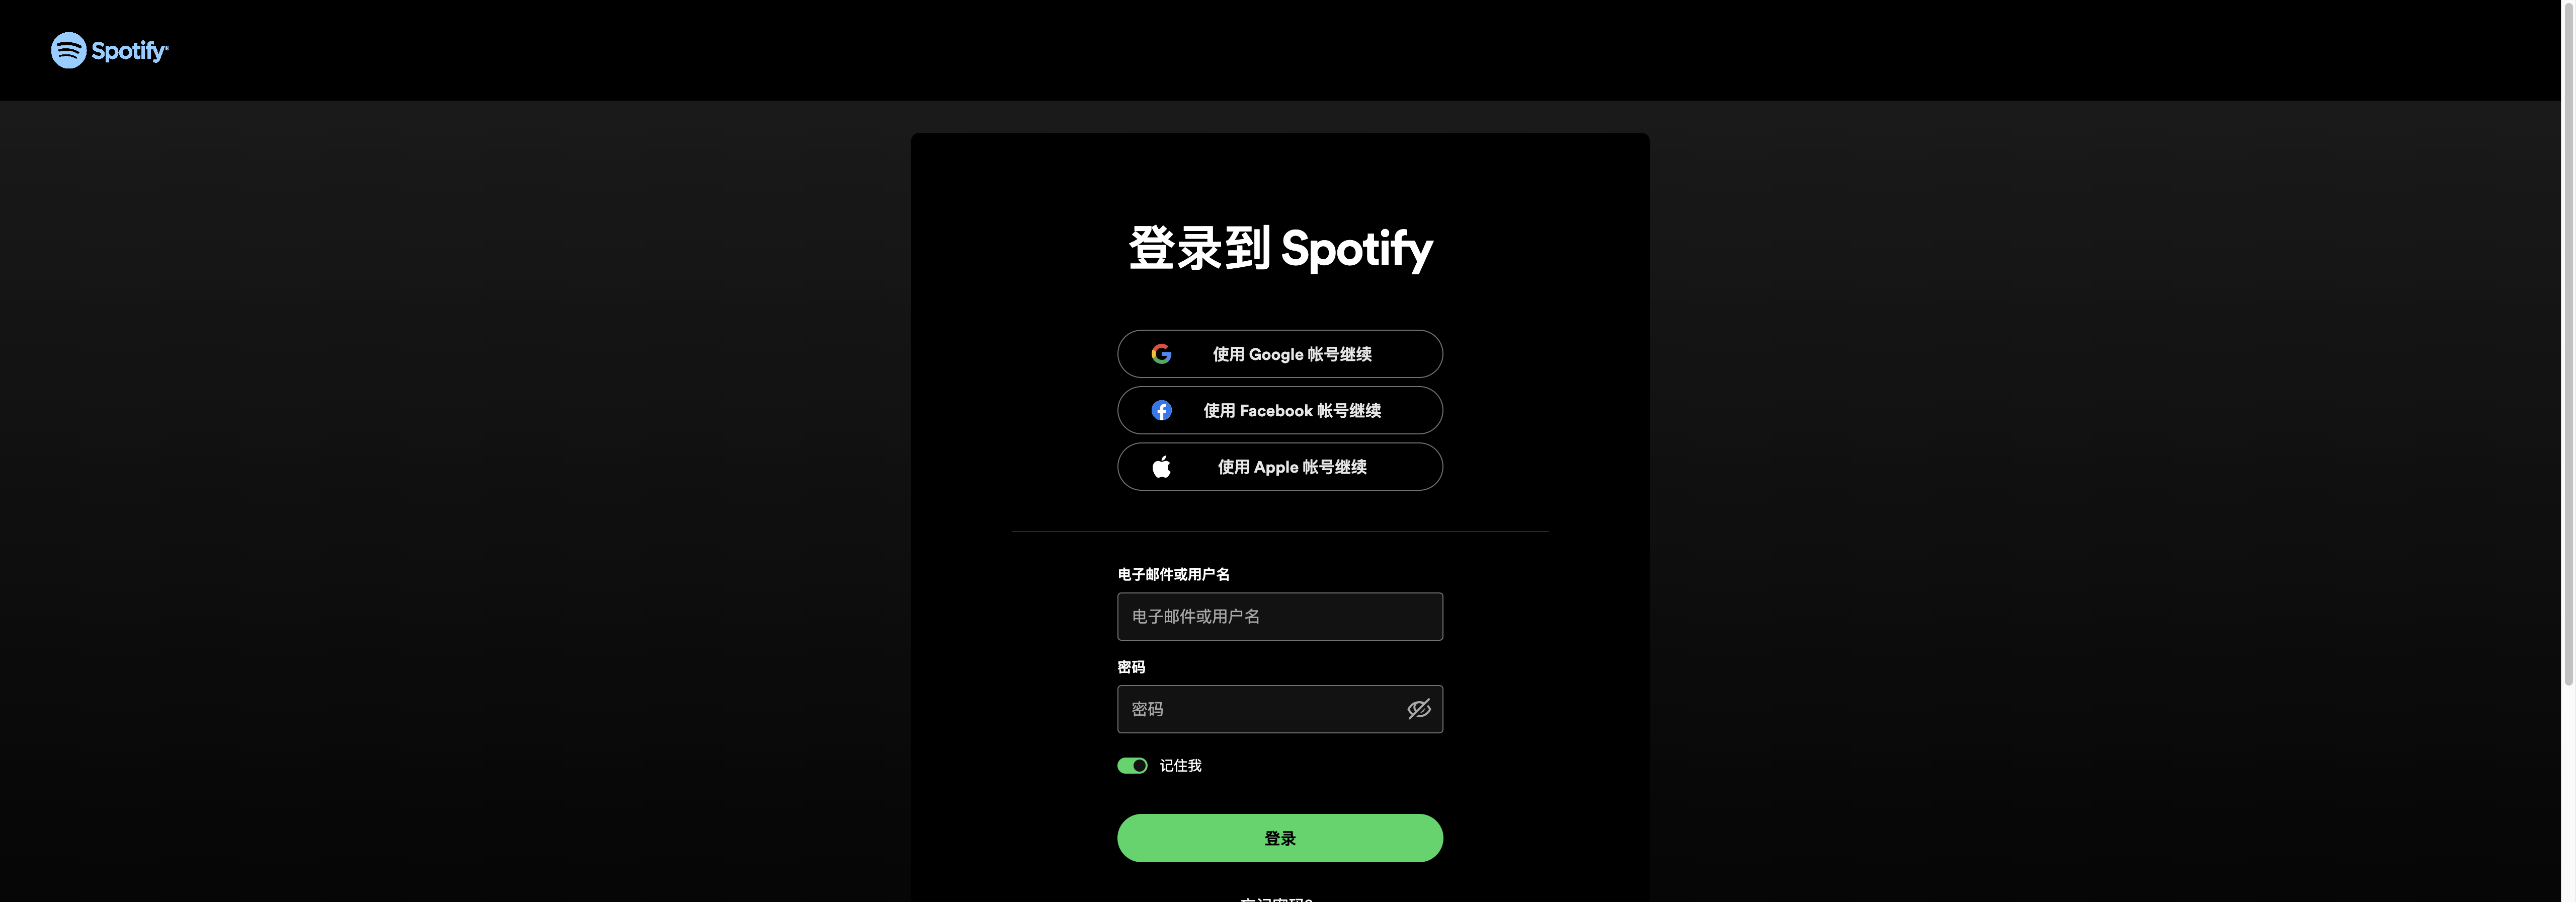 Spotify®
登录到 Spotify
使用 Google 帐号继续
使用 Facebook 帐号继续
使用 Apple 帐号继续
电子邮件或用户名
电子邮件或用户名
密码
密码
记住我
登录